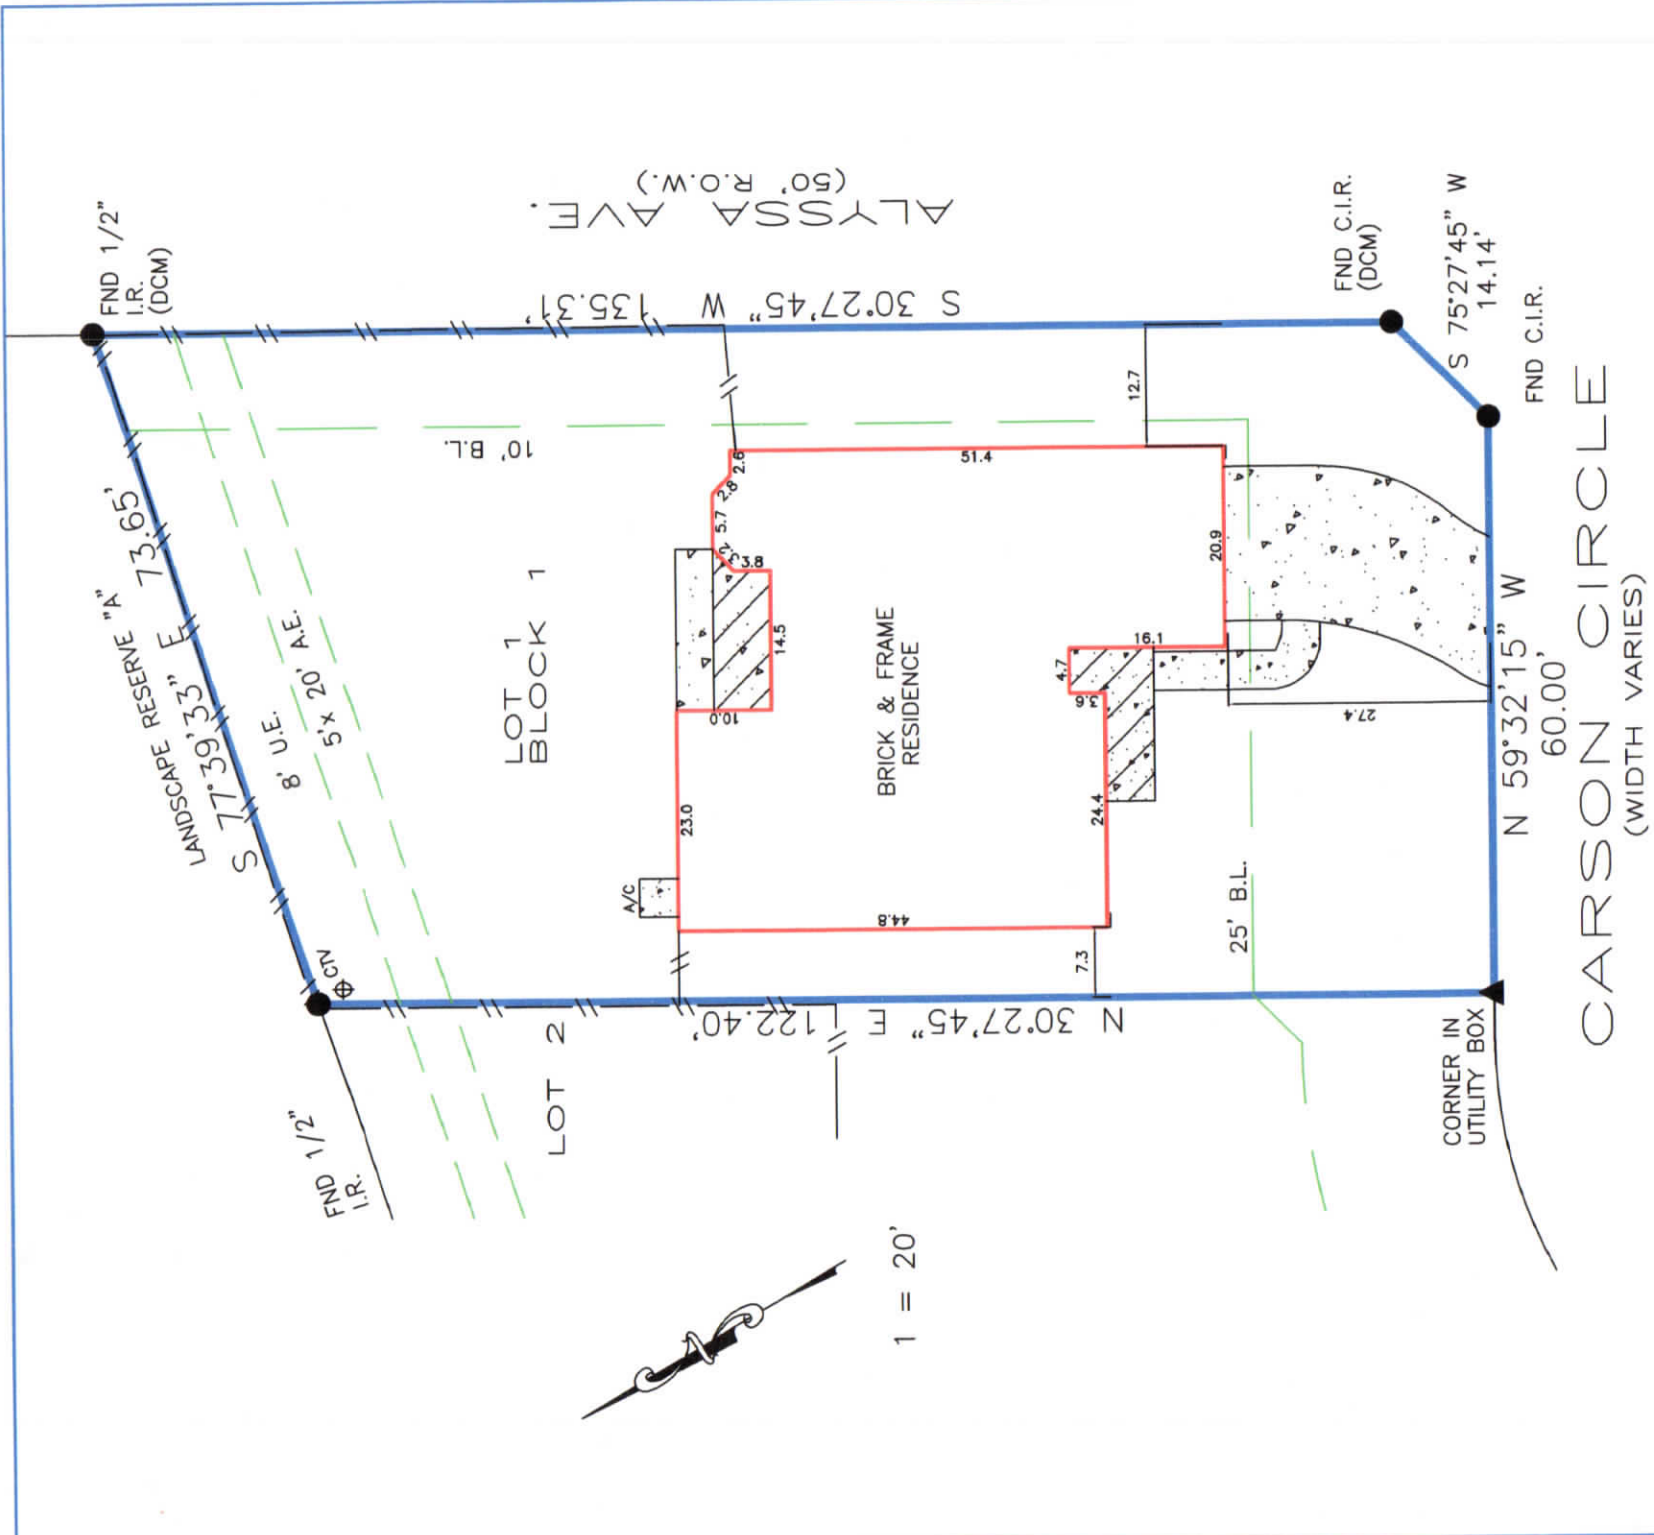 FND 1/2"
I.R.
(DCM)
ALYSSA AVE.
(50' R.O.W.)
S 30°27'45" W 135.31'
FND C.I.R.
(DCM)
S 75°27'45" W
14.14'
FND C.I.R.
LANDSCAPE RESERVE "A"
S 77°39'33" E 73.65'
8' U.E.
5'x 20' A.E.
10' B.L.
LOT 1
BLOCK 1
12.7
2.6
2.8
5.7
3.2
3.8
14.5
10.0
51.4
23.0
A/C
44.8
BRICK & FRAME
RESIDENCE
20.9
16.1
4.7
3.6
24.4
27.4
7.3
25' B.L.
CTV
FND 1/2"
I.R.
LOT 2
N 30°27'45" E 122.40'
CORNER IN
UTILITY BOX
N 59°32'15" W
60.00'
CARSON CIRCLE
(WIDTH VARIES)
N
1 = 20'